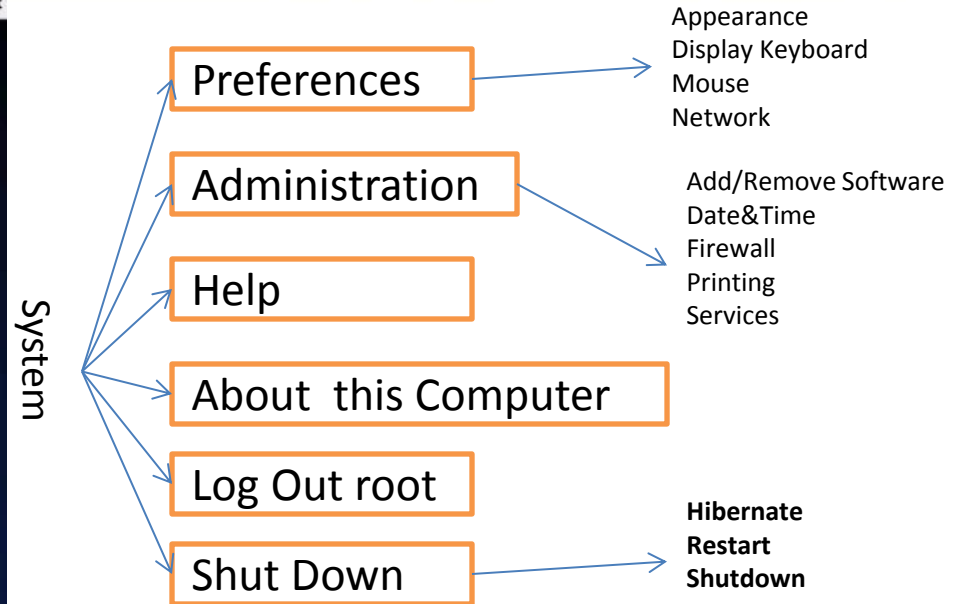 System
Preferences
Appearance
Display Keyboard
Mouse
Network
Administration
Add/Remove Software
Date&Time
Firewall
Printing
Services
Help
About  this Computer
Log Out root
Shut Down
Hibernate
Restart
Shutdown